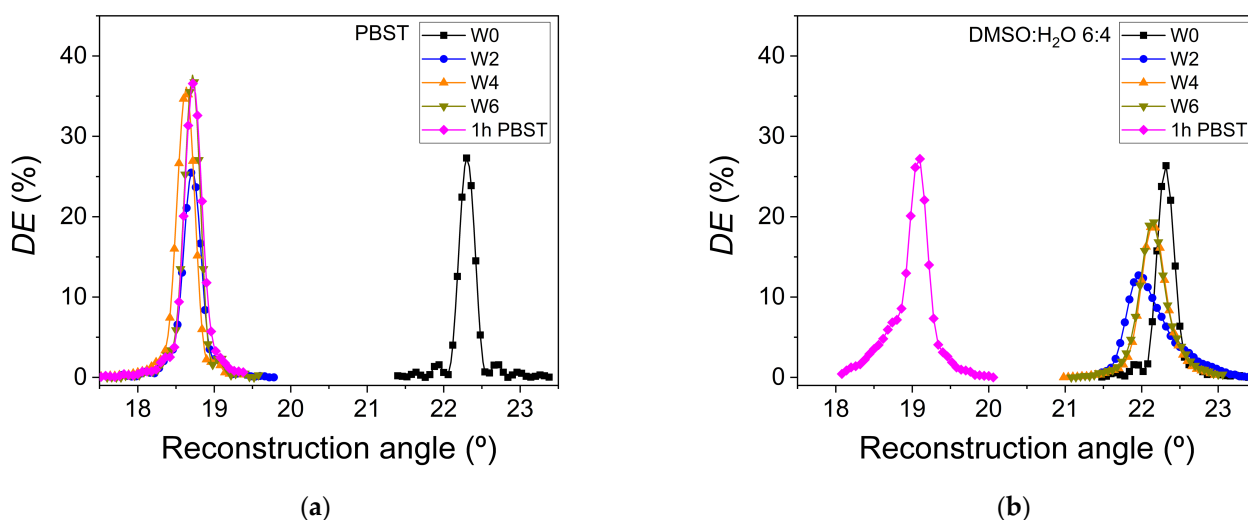 PBST
W0
W2
W4
W6
1h PBST
40
30
20
10
0
DE (%)
18 19 20 21 22 23
Reconstruction angle (º)
(a)
DMSO:H₂O 6:4
W0
W2
W4
W6
1h PBST
40
30
20
10
0
DE (%)
18 19 20 21 22 23
Reconstruction angle (º)
(b)